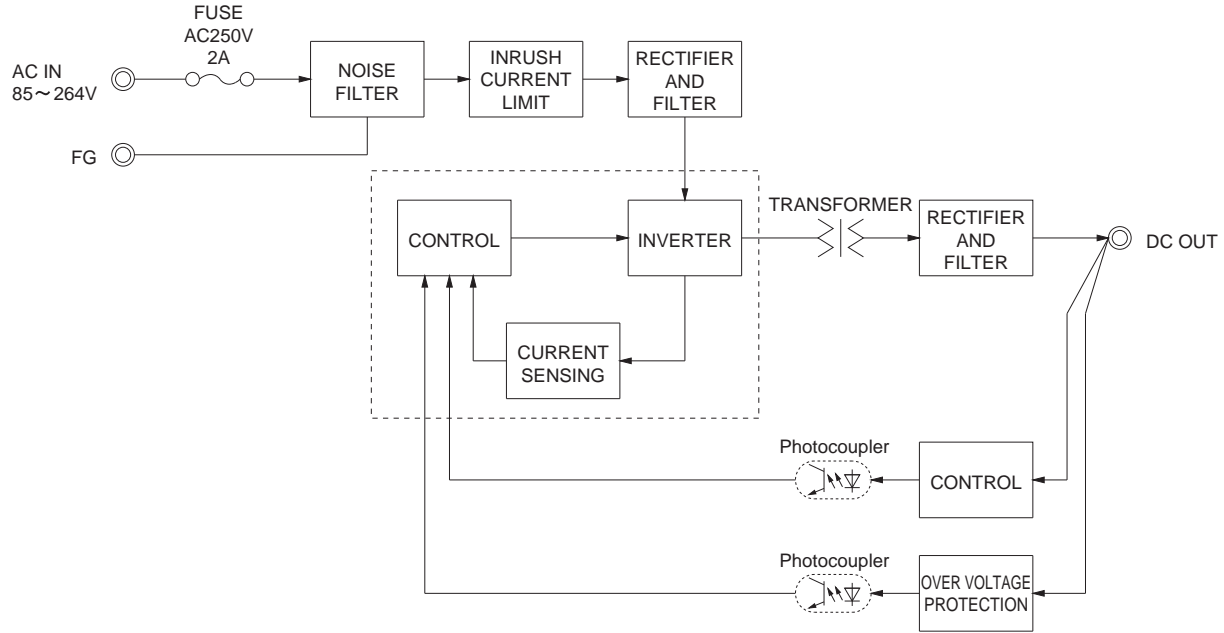 FUSE
AC250V
2A
AC IN
85～264V
NOISE
FILTER
INRUSH
CURRENT
LIMIT
RECTIFIER
AND
FILTER
FG
CONTROL
INVERTER
TRANSFORMER
RECTIFIER
AND
FILTER
DC OUT
CURRENT
SENSING
Photocoupler
CONTROL
Photocoupler
OVER VOLTAGE
PROTECTION